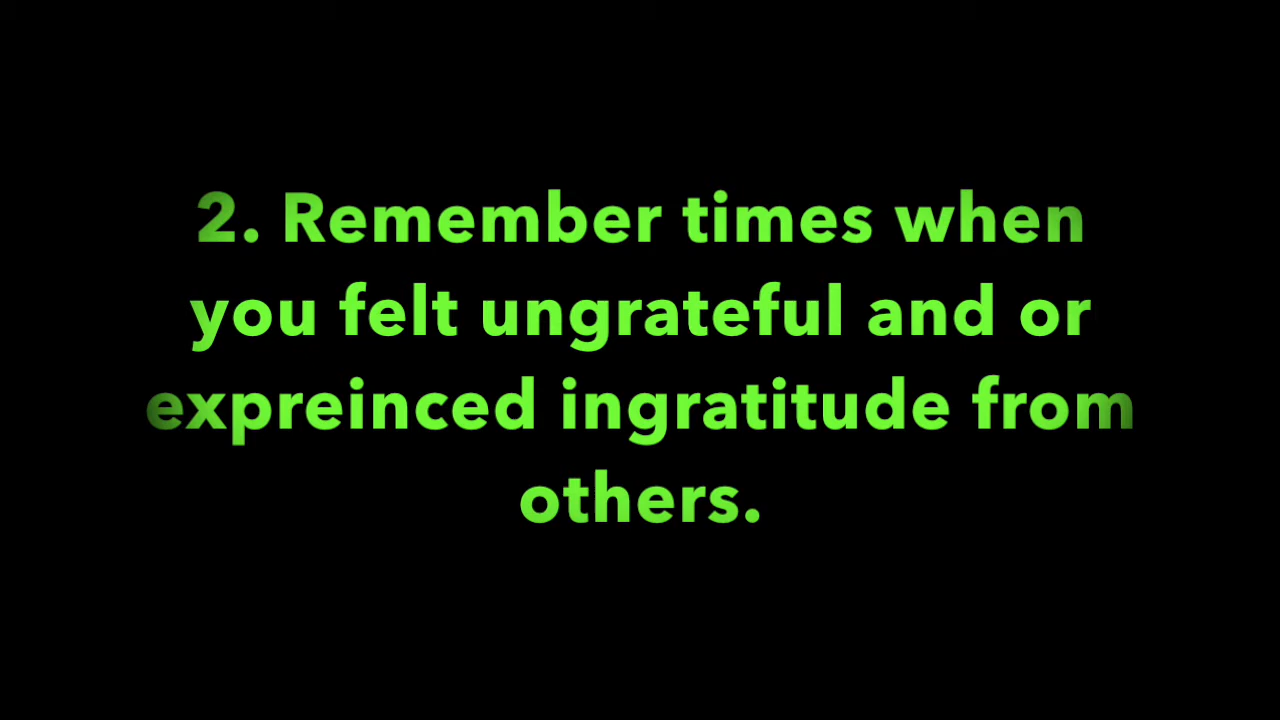 2. Remember times when
you felt ungrateful and or
expreinced ingratitude from
others.